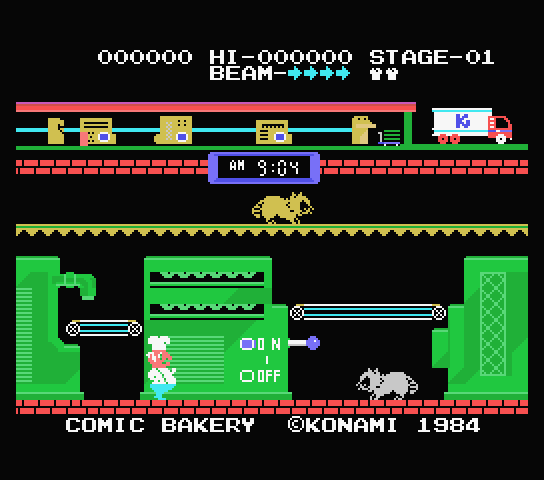 000000 HI-000000 STAGE-01
BEAM-
K
AM 9:04
ON
OFF
COMIC BAKERY ©KONAMI 1984